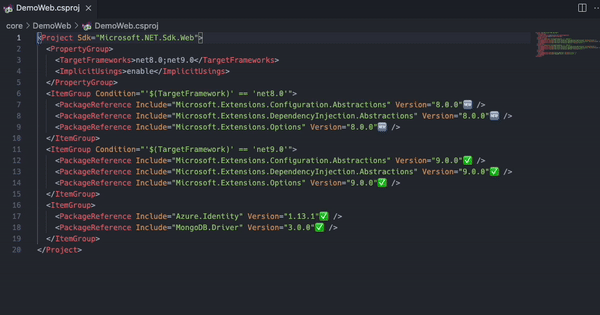 DemoWeb.csproj
core > DemoWeb > DemoWeb.csproj
1 <Project Sdk="Microsoft.NET.Sdk.Web">
2 <PropertyGroup>
3 <TargetFrameworks>net8.0;net9.0</TargetFrameworks>
4 <ImplicitUsings>enable</ImplicitUsings>
5 </PropertyGroup>
6 <ItemGroup Condition="'$(TargetFramework)' == 'net8.0'">
7 <PackageReference Include="Microsoft.Extensions.Configuration.Abstractions" Version="8.0.0"🆕 />
8 <PackageReference Include="Microsoft.Extensions.DependencyInjection.Abstractions" Version="8.0.0"🆕 />
9 <PackageReference Include="Microsoft.Extensions.Options" Version="8.0.0"🆕 />
10 </ItemGroup>
11 <ItemGroup Condition="'$(TargetFramework)' == 'net9.0'">
12 <PackageReference Include="Microsoft.Extensions.Configuration.Abstractions" Version="9.0.0"✅ />
13 <PackageReference Include="Microsoft.Extensions.DependencyInjection.Abstractions" Version="9.0.0"✅ />
14 <PackageReference Include="Microsoft.Extensions.Options" Version="9.0.0"✅ />
15 </ItemGroup>
16 <ItemGroup>
17 <PackageReference Include="Azure.Identity" Version="1.13.1"✅ />
18 <PackageReference Include="MongoDB.Driver" Version="3.0.0"✅ />
19 </ItemGroup>
20 </Project>